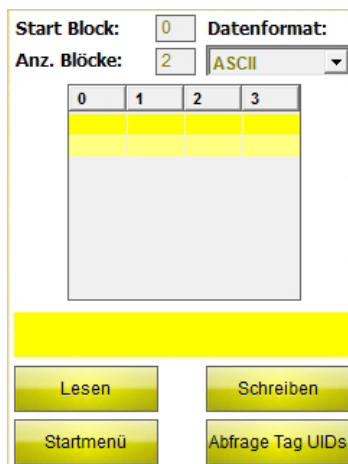 Start Block: 0 Datenformat:
Anz. Blöcke: 2 ASCII
0 1 2 3
Lesen Schreiben
Startmenü Abfrage Tag UIDs